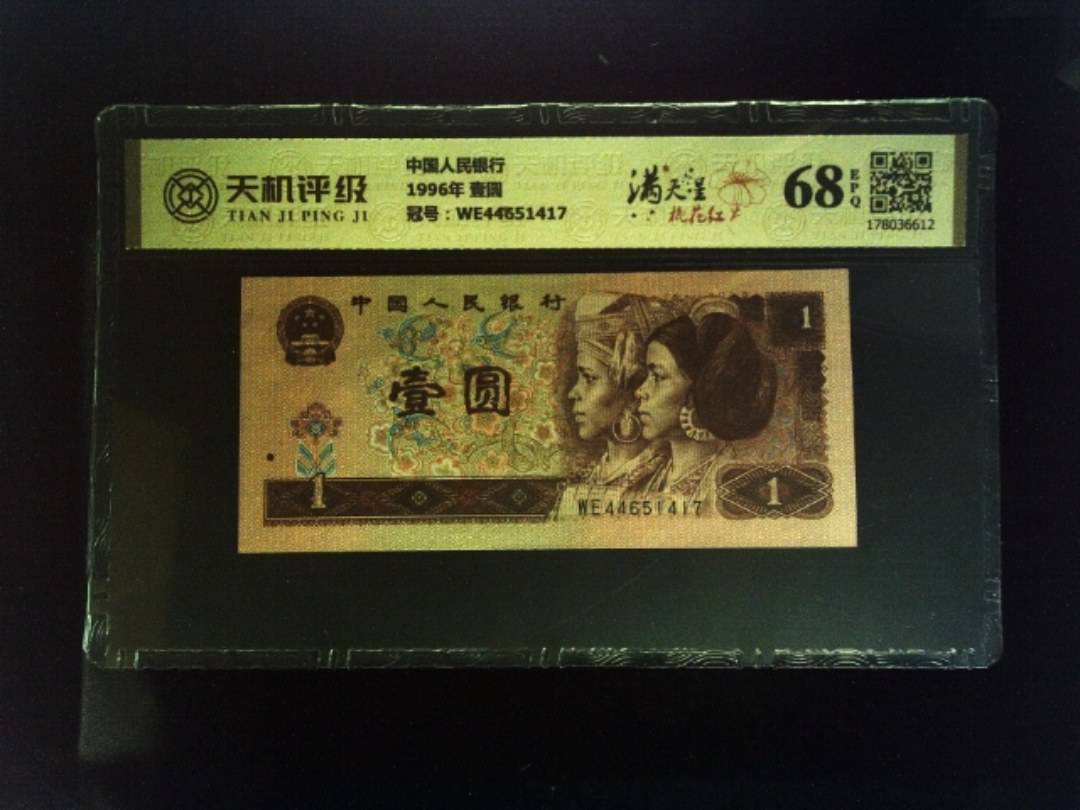 天机评级
TIAN JI PING JI
中国人民银行
1996年 壹圆
冠号：WE44651417
满天星
桃花红
68
EPQ
178036612
中国人民银行
1
壹圆
1
WE44651417
1